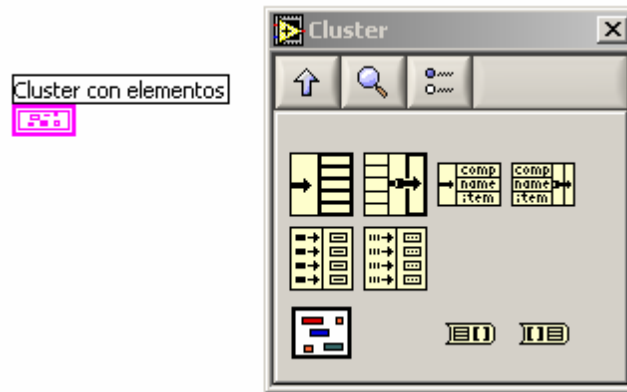 Cluster
Cluster con elementos
comp
name
item
comp
name
item